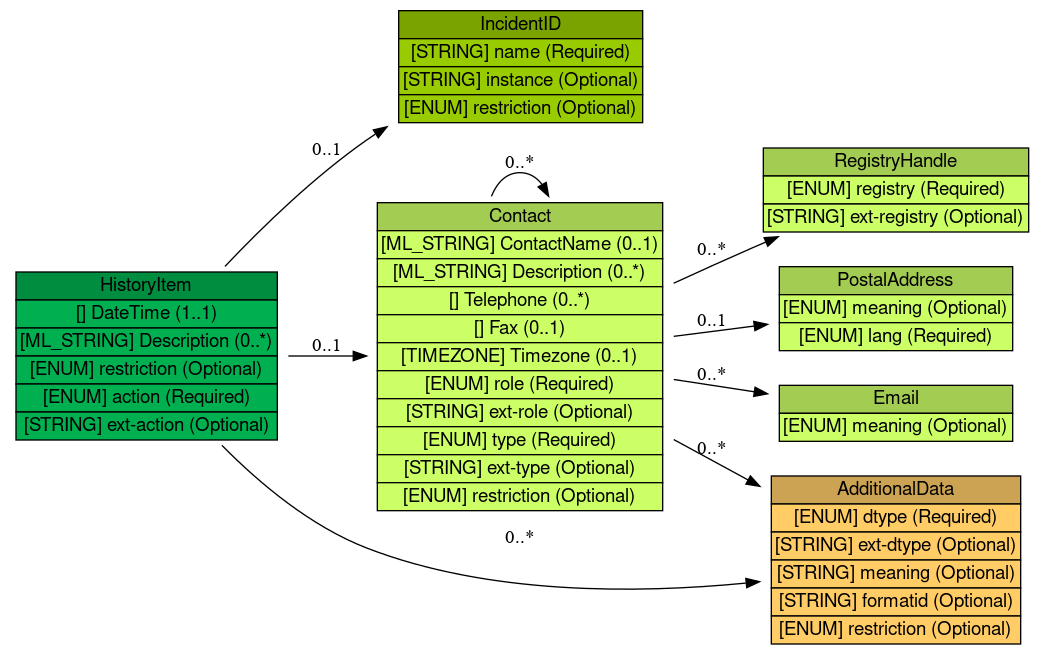 IncidentID
[STRING] name (Required)
[STRING] instance (Optional)
[ENUM] restriction (Optional)
0..1
HistoryItem
[] DateTime (1..1)
[ML_STRING] Description (0..*)
[ENUM] restriction (Optional)
[ENUM] action (Required)
[STRING] ext-action (Optional)
0..1
0..*
0..*
Contact
[ML_STRING] ContactName (0..1)
[ML_STRING] Description (0..*)
[] Telephone (0..*)
[] Fax (0..1)
[TIMEZONE] Timezone (0..1)
[ENUM] role (Required)
[STRING] ext-role (Optional)
[ENUM] type (Required)
[STRING] ext-type (Optional)
[ENUM] restriction (Optional)
0..*
RegistryHandle
[ENUM] registry (Required)
[STRING] ext-registry (Optional)
0..1
PostalAddress
[ENUM] meaning (Optional)
[ENUM] lang (Required)
0..*
Email
[ENUM] meaning (Optional)
0..*
AdditionalData
[ENUM] dtype (Required)
[STRING] ext-dtype (Optional)
[STRING] meaning (Optional)
[STRING] formatid (Optional)
[ENUM] restriction (Optional)